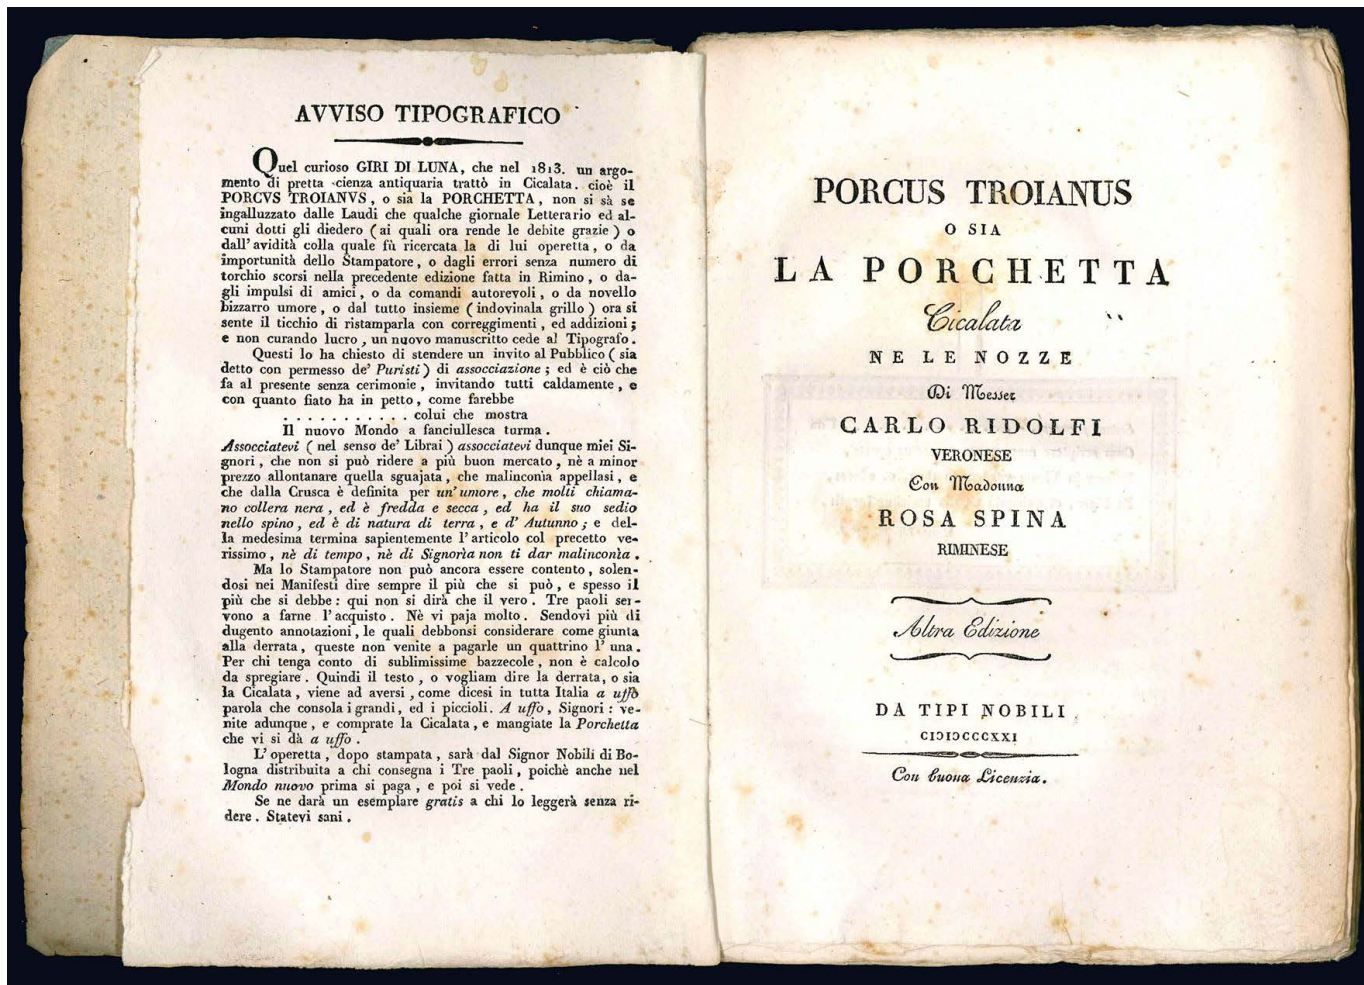 AVVISO TIPOGRAFICO
Quel curioso GIRI DI LUNA, che nel 1813. un argo-
mento di pretta cienza antiquaria trattò in Cicalata. cioè il
PORCVS TROIANVS, o sia la PORCHETTA, non si sà se
ingalluzzato dalle Laudi che qualche giornale Letterario ed al-
cuni dotti gli diedero ( ai quali ora rende le debite grazie ) o
dall' avidità colla quale fù ricercata la di lui operetta, o da
importunità dello Stampatore, o dagli errori senza numero di
torchio scorsi nella precedente edizione fatta in Rimino, o da-
gli impulsi di amici, o da comandi autorevoli, o da novello
bizzarro umore, o dal tutto insieme ( indovinala grillo ) ora si
sente il ticchio di ristamparla con correggimenti, ed addizioni;
e non curando lucro, un nuovo manuscritto cede al Tipografo.
Questi lo ha chiesto di stendere un invito al Pubblico ( sia
detto con permesso de' Puristi ) di assocciazione; ed è ciò che
fa al presente senza cerimonie, invitando tutti caldamente, e
con quanto fiato ha in petto, come farebbe
. . . . . . . . . . . colui che mostra
Il nuovo Mondo a fanciullesca turma.
Assocciatevi ( nel senso de' Librai ) assocciatevi dunque miei Si-
gnori, che non si può ridere a più buon mercato, nè a minor
prezzo allontanare quella sguajata, che malinconìa appellasi, e
che dalla Crusca è definita per un' umore, che molti chiama-
no collera nera, ed è fredda e secca, ed ha il suo sedio
nello spino, ed è di natura di terra, e d' Autunno; e del-
la medesima termina sapientemente l' articolo col precetto ve-
rissimo, nè di tempo, nè di Signorìa non ti dar malinconìa.
Ma lo Stampatore non può ancora essere contento, solen-
dosi nei Manifesti dire sempre il più che si può, e spesso il
più che si debbe: qui non si dirà che il vero. Tre paoli ser-
vono a farne l' acquisto. Nè vi paja molto. Sendovi più di
dugento annotazioni, le quali debbonsi considerare come giunta
alla derrata, queste non venite a pagarle un quattrino l' una.
Per chi tenga conto di sublimissime bazzecole, non è calcolo
da spregiare. Quindi il testo, o vogliam dire la derrata, o sia
la Cicalata, viene ad aversi, come dicesi in tutta Italia a uffo
parola che consola i grandi, ed i piccioli. A uffo, Signori: ve-
nite adunque, e comprate la Cicalata, e mangiate la Porchetta
che vi si dà a uffo.
L' operetta, dopo stampata, sarà dal Signor Nobili di Bo-
logna distribuita a chi consegna i Tre paoli, poichè anche nel
Mondo nuovo prima si paga, e poi si vede.
Se ne darà un esemplare gratis a chi lo leggerà senza ri-
dere. Statevi sani.
PORCUS TROIANUS
O SIA
LA PORCHETTA
Cicalata
NE LE NOZZE
Di Messer
CARLO RIDOLFI
VERONESE
Con Madonna
ROSA SPINA
RIMINESE
Altra Edizione
DA TIPI NOBILI
CIƆIƆCCCXXI
Con buona Licenzia.